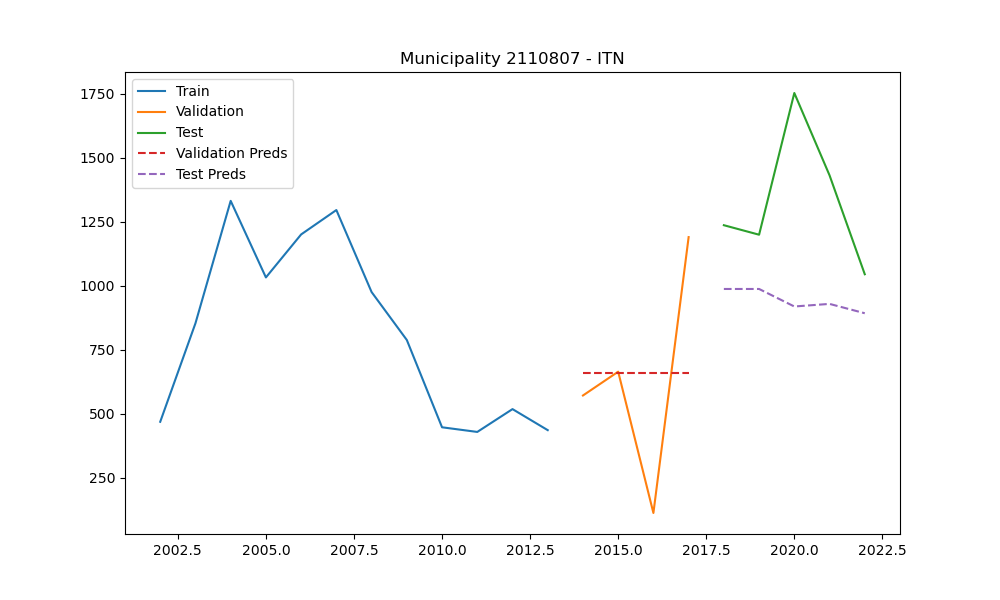 Municipality 2110807 - ITN
Train
Validation
Test
Validation Preds
Test Preds
1750
1500
1250
1000
750
500
250
2002.5 2005.0 2007.5 2010.0 2012.5 2015.0 2017.5 2020.0 2022.5